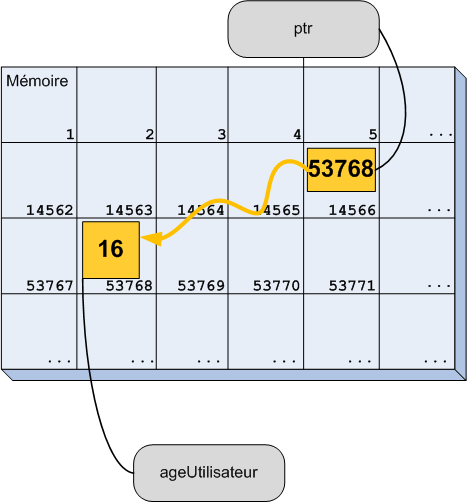 ptr
Mémoire
1 2 3 4 5 ...
53768
14562 14563 14564 14565 14566 ...
16
53767 53768 53769 53770 53771 ...
... ... ... ... ... ...
ageUtilisateur